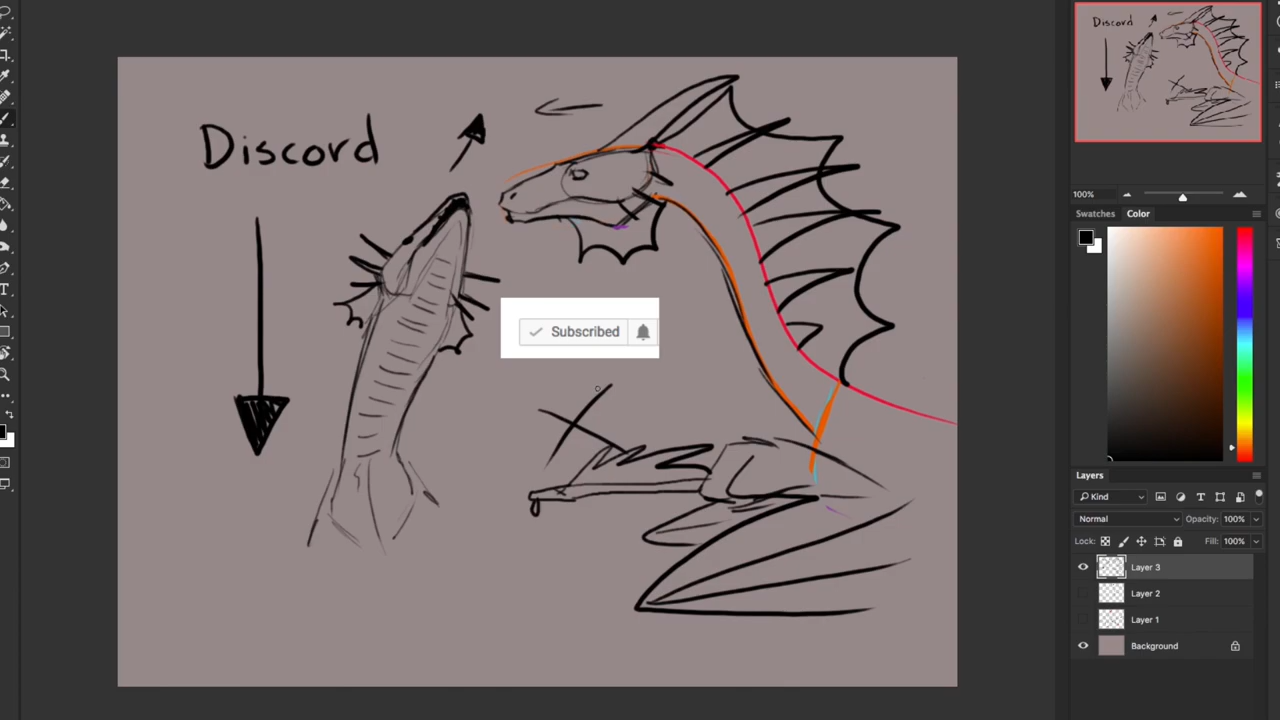 Discord
Discord
Subscribed
T
100%
Swatches Color
Layers
Kind
Normal Opacity: 100%
Lock: Fill: 100%
Layer 3
Layer 2
Layer 1
Background